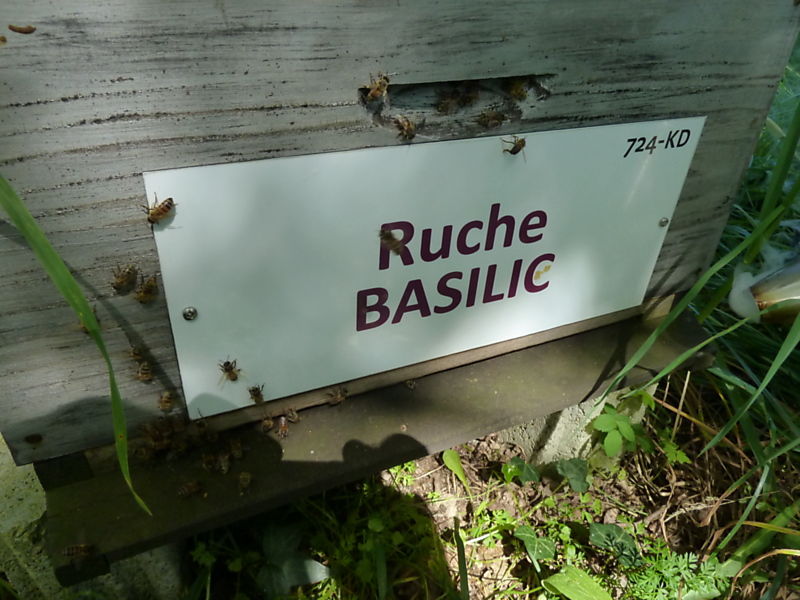 724-KD
Ruche
BASILIC